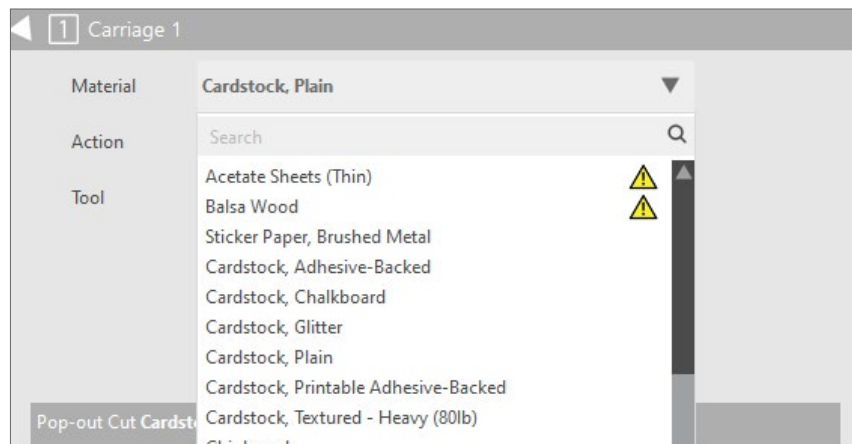 1 Carriage 1
Material Cardstock, Plain
Action Search
Acetate Sheets (Thin)
Tool
Balsa Wood
Sticker Paper, Brushed Metal
Cardstock, Adhesive-Backed
Cardstock, Chalkboard
Cardstock, Glitter
Cardstock, Plain
Cardstock, Printable Adhesive-Backed
Pop-out Cut Cardsto
Cardstock, Textured - Heavy (80lb)